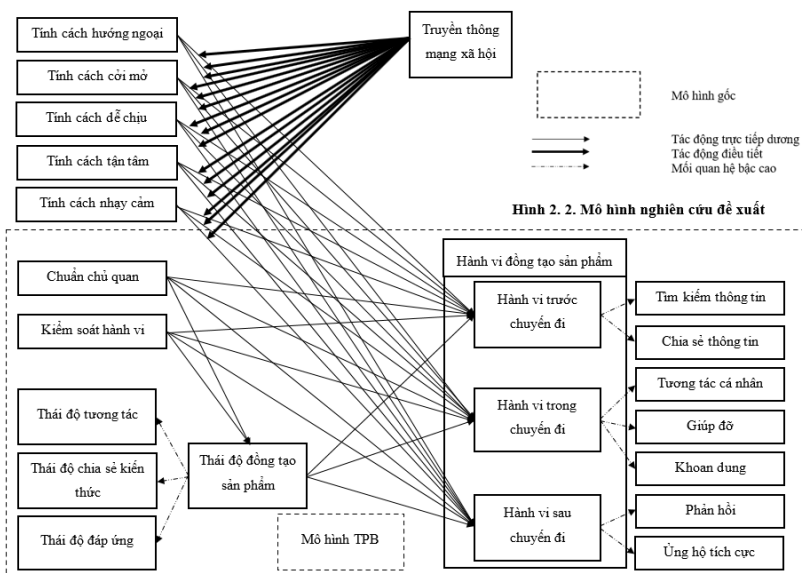 Tính cách hướng ngoại
Tính cách cởi mở
Tính cách dễ chịu
Tính cách tận tâm
Tính cách nhạy cảm
Truyền thông
mạng xã hội
Mô hình gốc
Tác động trực tiếp dương
Tác động điều tiết
Mối quan hệ bậc cao
Hình 2. 2. Mô hình nghiên cứu đề xuất
Chuẩn chủ quan
Kiểm soát hành vi
Thái độ tương tác
Thái độ chia sẻ kiến
thức
Thái độ đáp ứng
Thái độ đồng tạo
sản phẩm
Mô hình TPB
Hành vi đồng tạo sản phẩm
Hành vi trước
chuyến đi
Hành vi trong
chuyến đi
Hành vi sau
chuyến đi
Tìm kiếm thông tin
Chia sẻ thông tin
Tương tác cá nhân
Giúp đỡ
Khoan dung
Phản hồi
Ủng hộ tích cực